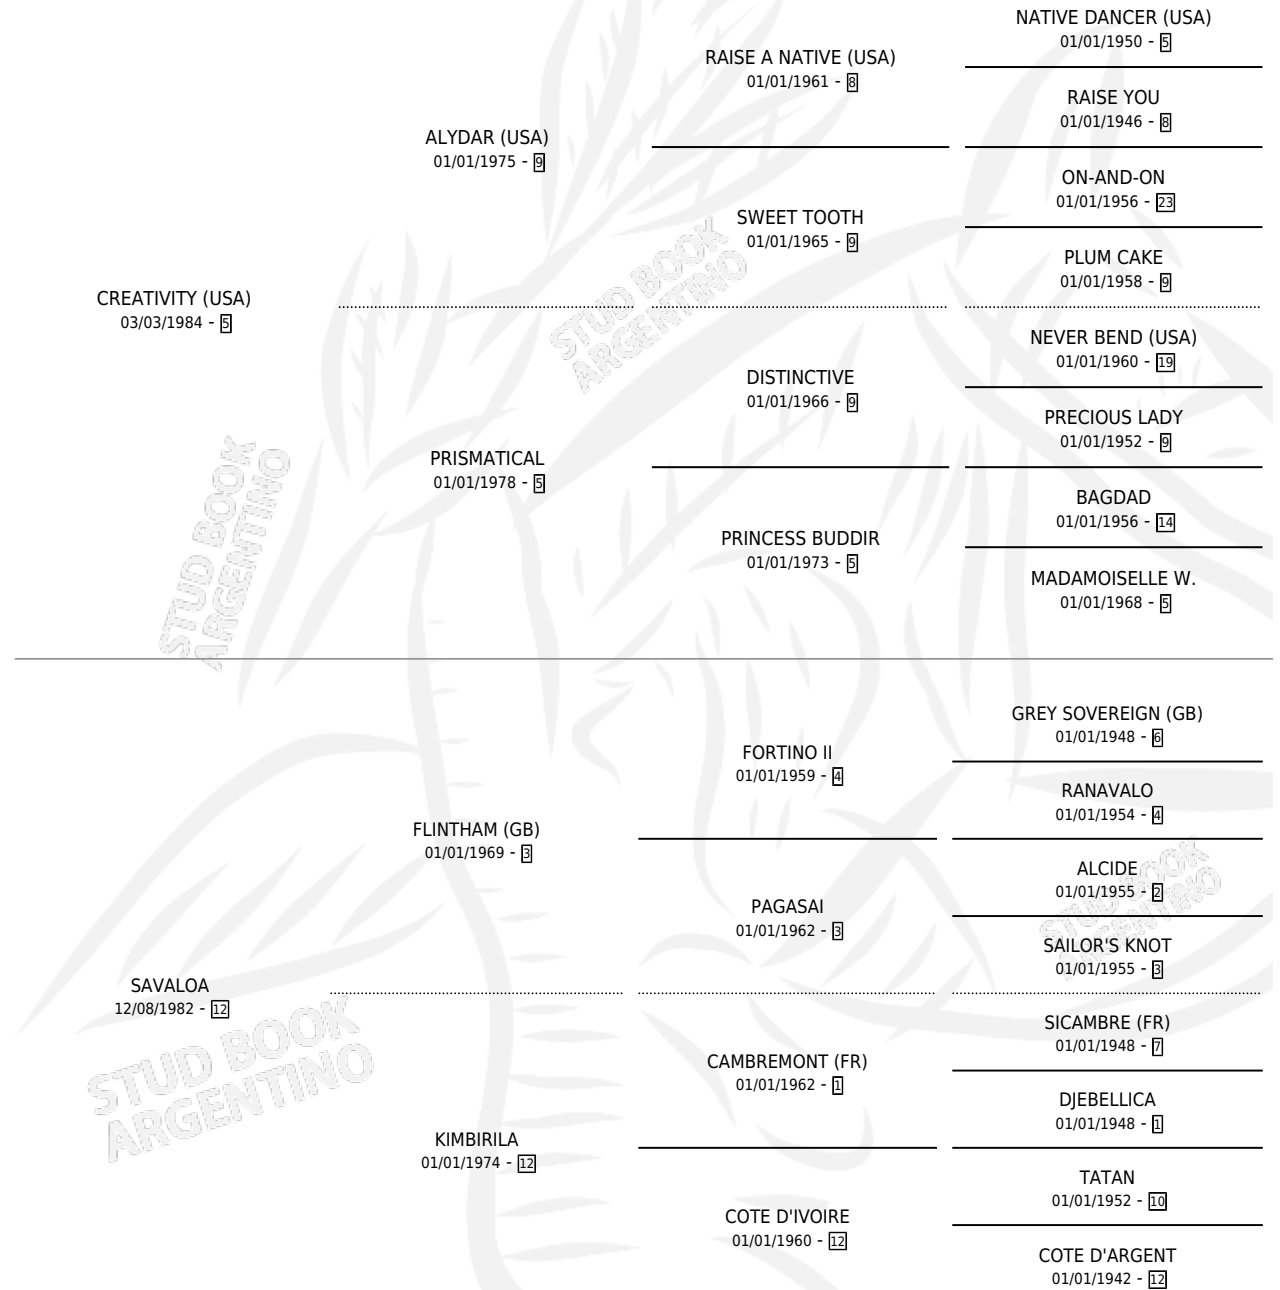 NATIVE DANCER (USA)
01/01/1950 - 5
RAISE A NATIVE (USA)
01/01/1961 - 8
RAISE YOU
01/01/1946 - 8
ALYDAR (USA)
01/01/1975 - 9
ON-AND-ON
01/01/1956 - 23
SWEET TOOTH
01/01/1965 - 9
PLUM CAKE
01/01/1958 - 9
CREATIVITY (USA)
03/03/1984 - 5
NEVER BEND (USA)
01/01/1960 - 19
DISTINCTIVE
01/01/1966 - 9
PRECIOUS LADY
01/01/1952 - 9
PRISMATICAL
01/01/1978 - 5
BAGDAD
01/01/1956 - 14
PRINCESS BUDDIR
01/01/1973 - 5
MADAMOISELLE W.
01/01/1968 - 5
STUD BOOK
ARGENTINO
STUD BOOK
ARGENTINO
GREY SOVEREIGN (GB)
01/01/1948 - 6
FORTINO II
01/01/1959 - 4
RANAVALO
01/01/1954 - 4
FLINTHAM (GB)
01/01/1969 - 3
ALCIDE
01/01/1955 - 2
PAGASAI
01/01/1962 - 3
SAILOR'S KNOT
01/01/1955 - 3
SAVALOA
12/08/1982 - 12
SICAMBRE (FR)
01/01/1948 - 7
CAMBREMONT (FR)
01/01/1962 - 1
DJEBELLICA
01/01/1948 - 1
KIMBIRILA
01/01/1974 - 12
TATAN
01/01/1952 - 10
COTE D'IVOIRE
01/01/1960 - 12
COTE D'ARGENT
01/01/1942 - 12
STUD BOOK
ARGENTINO
STUD BOOK
ARGENTINO